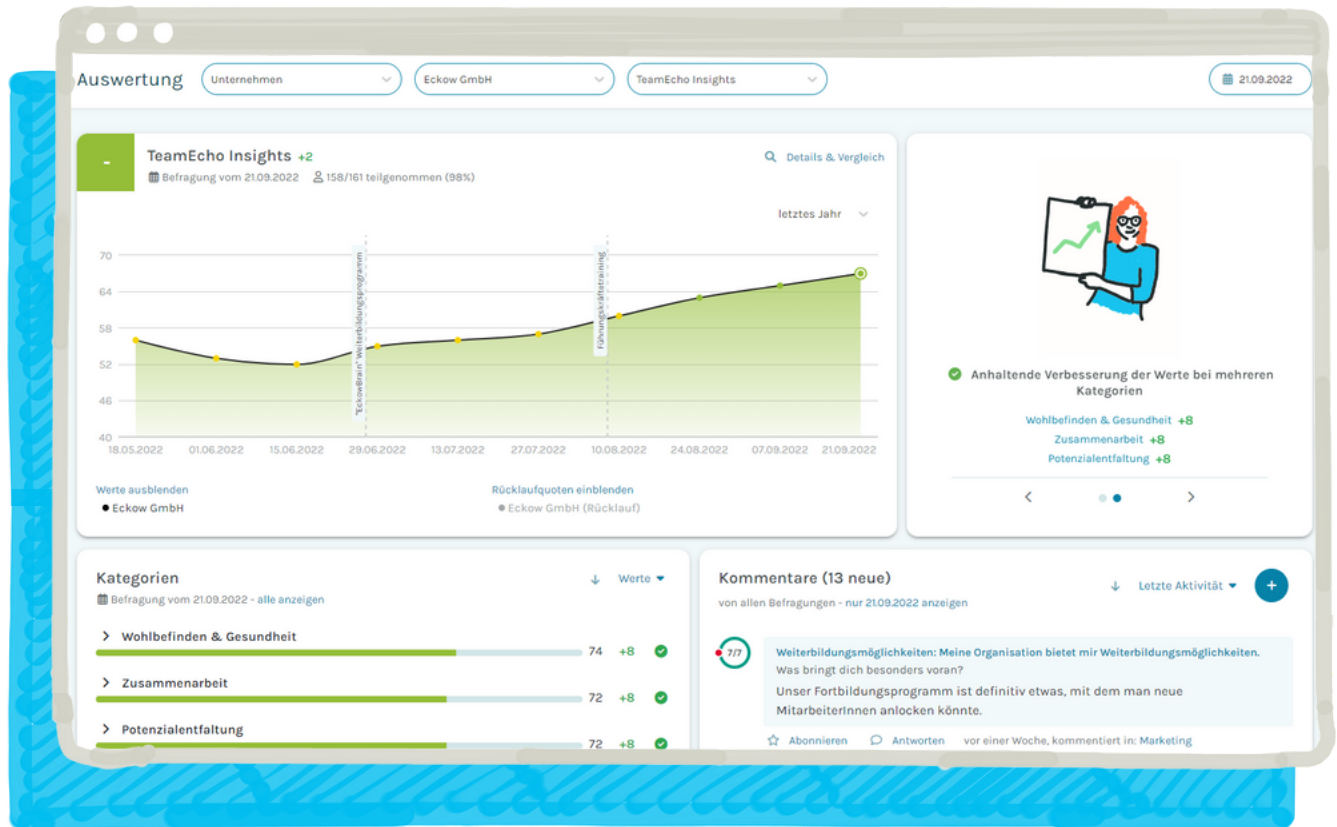 Auswertung
Unternehmen
Eckow GmbH
TeamEcho Insights
21.09.2022
-
TeamEcho Insights +2
Befragung vom 21.09.2022 158/161 teilgenommen (98%)
Details & Vergleich
letztes Jahr
70
64
58
52
46
40
"EckowBrain" Weiterbildungsprogramm
Führungskräftetraining
18.05.2022 01.06.2022 15.06.2022 29.06.2022 13.07.2022 27.07.2022 10.08.2022 24.08.2022 07.09.2022 21.09.2022
Werte ausblenden
Eckow GmbH
Rücklaufquoten einblenden
Eckow GmbH (Rücklauf)
Anhaltende Verbesserung der Werte bei mehreren
Kategorien
Wohlbefinden & Gesundheit +8
Zusammenarbeit +8
Potenzialentfaltung +8
Kategorien
Werte
Befragung vom 21.09.2022 - alle anzeigen
Wohlbefinden & Gesundheit
74 +8
Zusammenarbeit
72 +8
Potenzialentfaltung
72 +8
Kommentare (13 neue)
Letzte Aktivität
+
von allen Befragungen - nur 21.09.2022 anzeigen
7/7
Weiterbildungsmöglichkeiten: Meine Organisation bietet mir Weiterbildungsmöglichkeiten.
Was bringt dich besonders voran?
Unser Fortbildungsprogramm ist definitiv etwas, mit dem man neue
MitarbeiterInnen anlocken könnte.
Abonnieren Antworten vor einer Woche, kommentiert in: Marketing